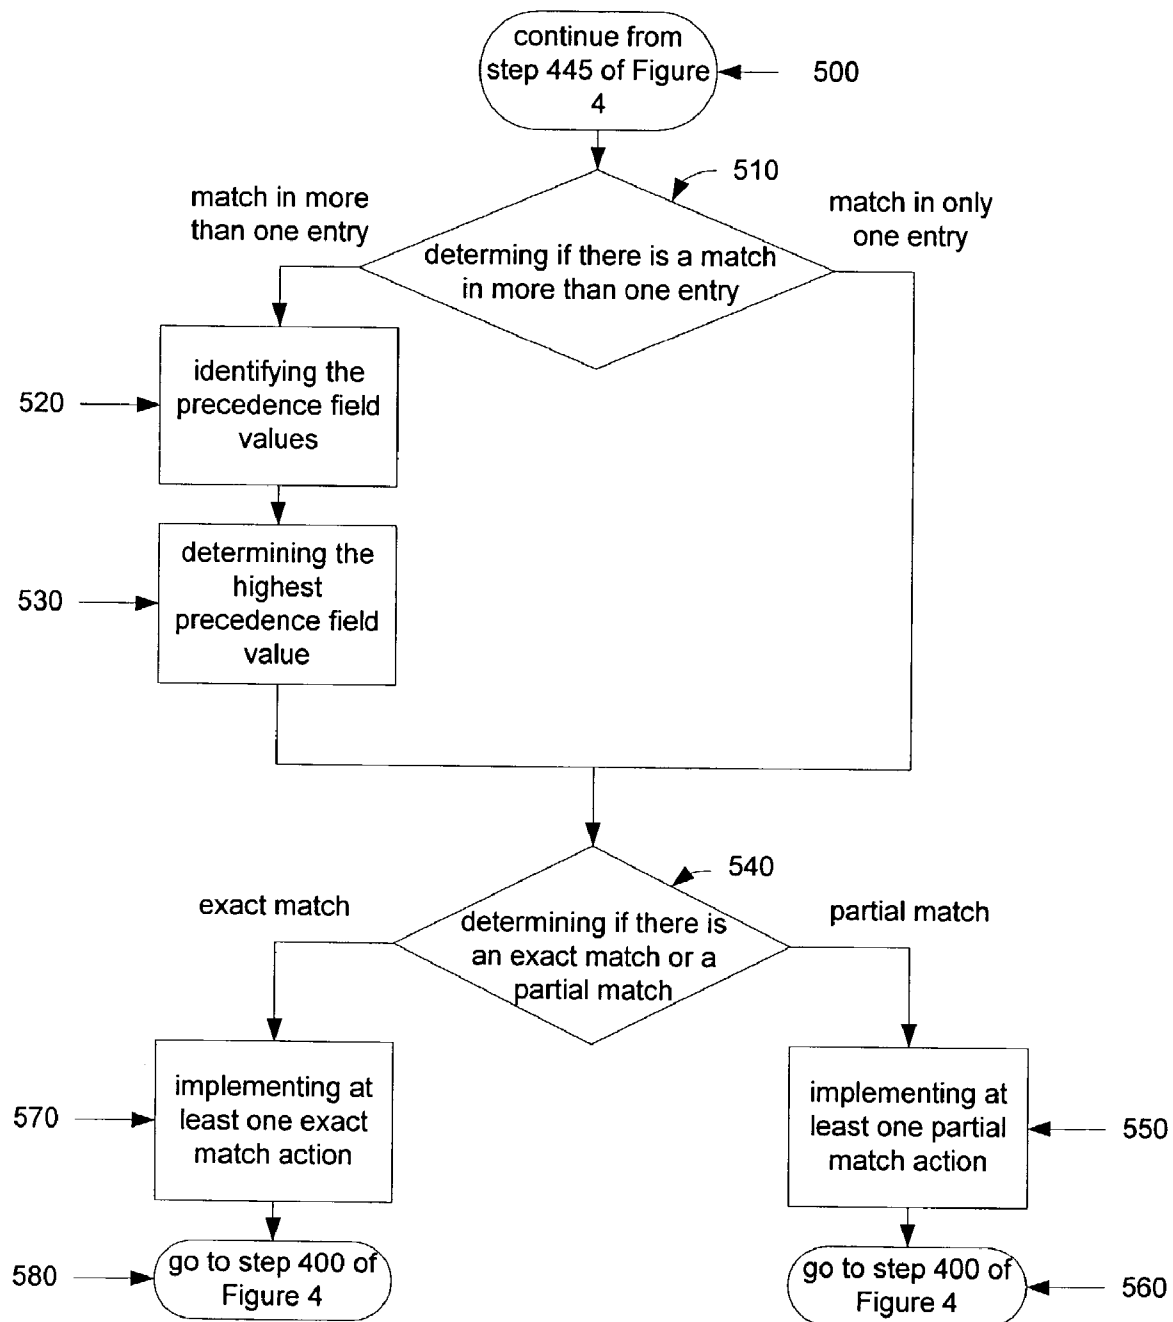 continue from
step 445 of Figure
4
500
510
match in more
than one entry
match in only
one entry
determing if there is a match
in more than one entry
identifying the
precedence field
values
520
determining the
highest
precedence field
value
530
540
exact match
partial match
determining if there is
an exact match or a
partial match
implementing at
least one exact
match action
570
implementing at
least one partial
match action
550
go to step 400 of
Figure 4
580
go to step 400 of
Figure 4
560